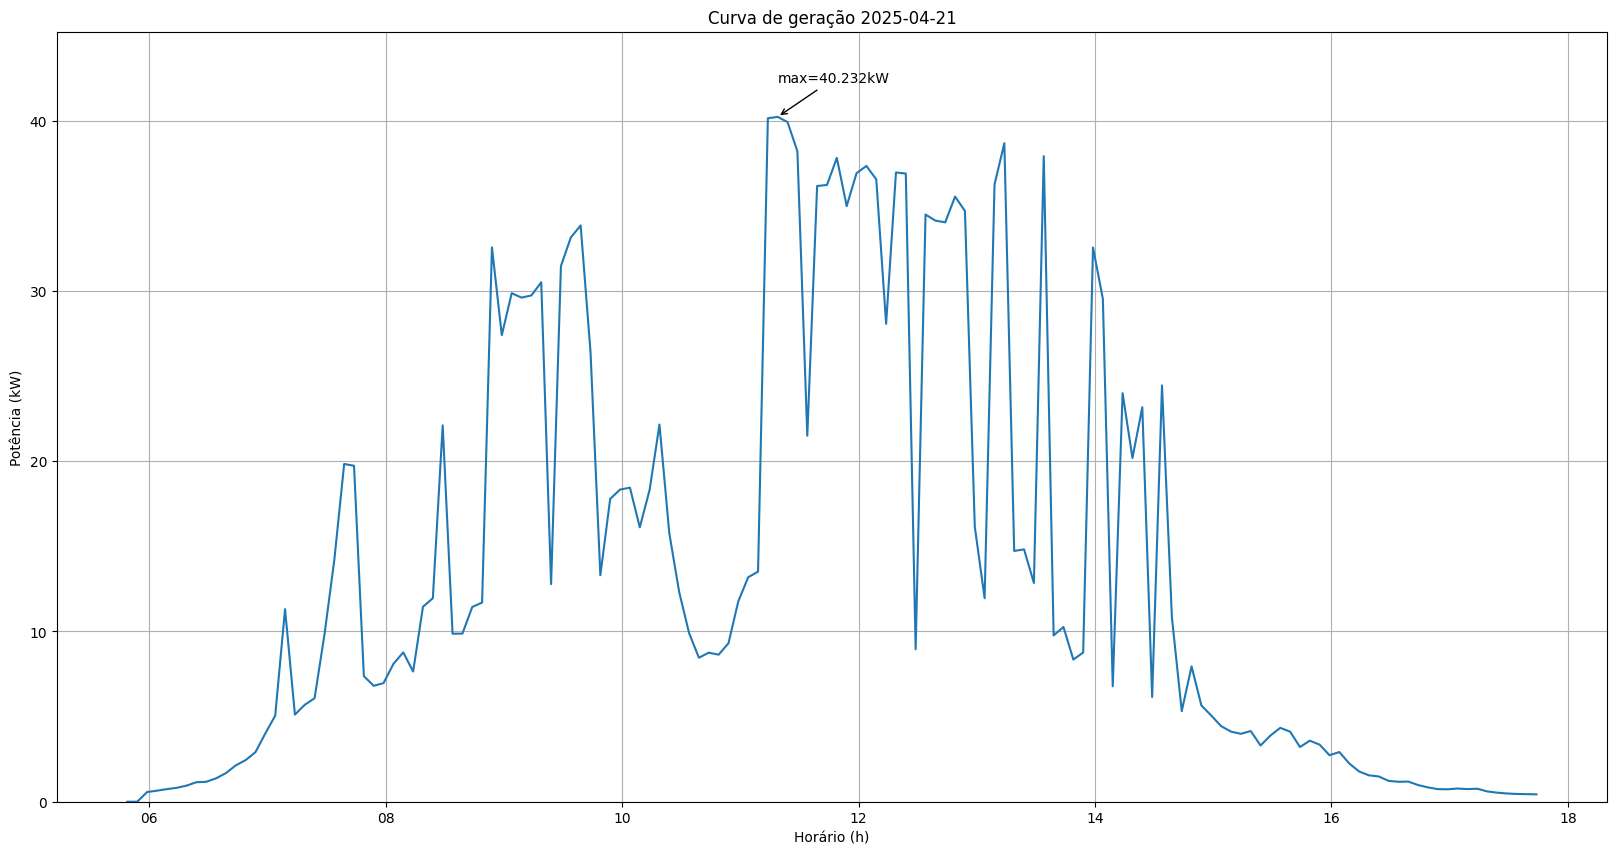 Curva de geração 2025-04-21
max=40.232kW
40
30
20
10
0
Potência (kW)
06 08 10 12 14 16 18
Horário (h)